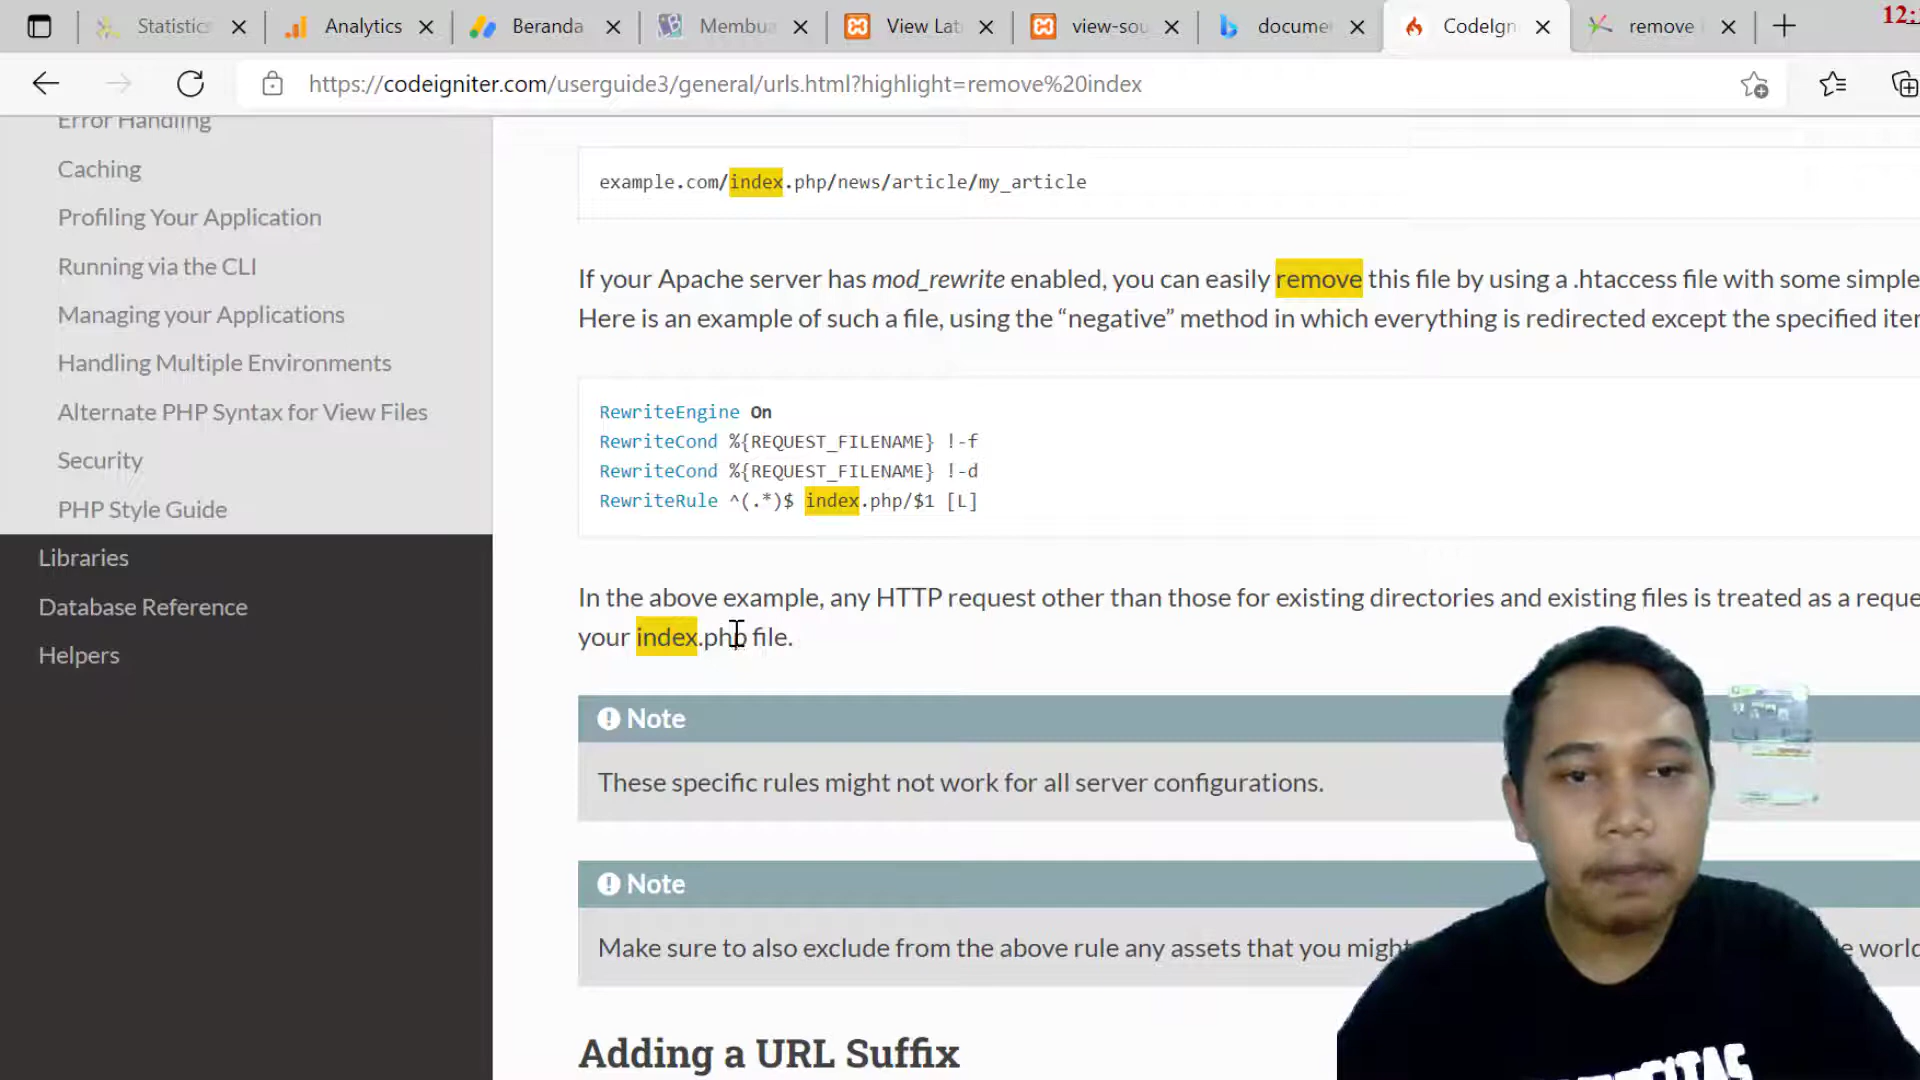 Statistics
Analytics
Beranda
Membua
View Lat
view-sou
documen
CodeIgn
remove
12:
https://codeigniter.com/userguide3/general/urls.html?highlight=remove%20index
Error Handling
Caching
Profiling Your Application
Running via the CLI
Managing your Applications
Handling Multiple Environments
Alternate PHP Syntax for View Files
Security
PHP Style Guide
Libraries
Database Reference
Helpers
example.com/index.php/news/article/my_article
If your Apache server has mod_rewrite enabled, you can easily remove this file by using a .htaccess file with some simple
Here is an example of such a file, using the “negative” method in which everything is redirected except the specified iter
RewriteEngine On
RewriteCond %{REQUEST_FILENAME} !-f
RewriteCond %{REQUEST_FILENAME} !-d
RewriteRule ^(.*)$ index.php/$1 [L]
In the above example, any HTTP request other than those for existing directories and existing files is treated as a reque
your index.php file.
Note
These specific rules might not work for all server configurations.
Note
Make sure to also exclude from the above rule any assets that you might e world
Adding a URL Suffix